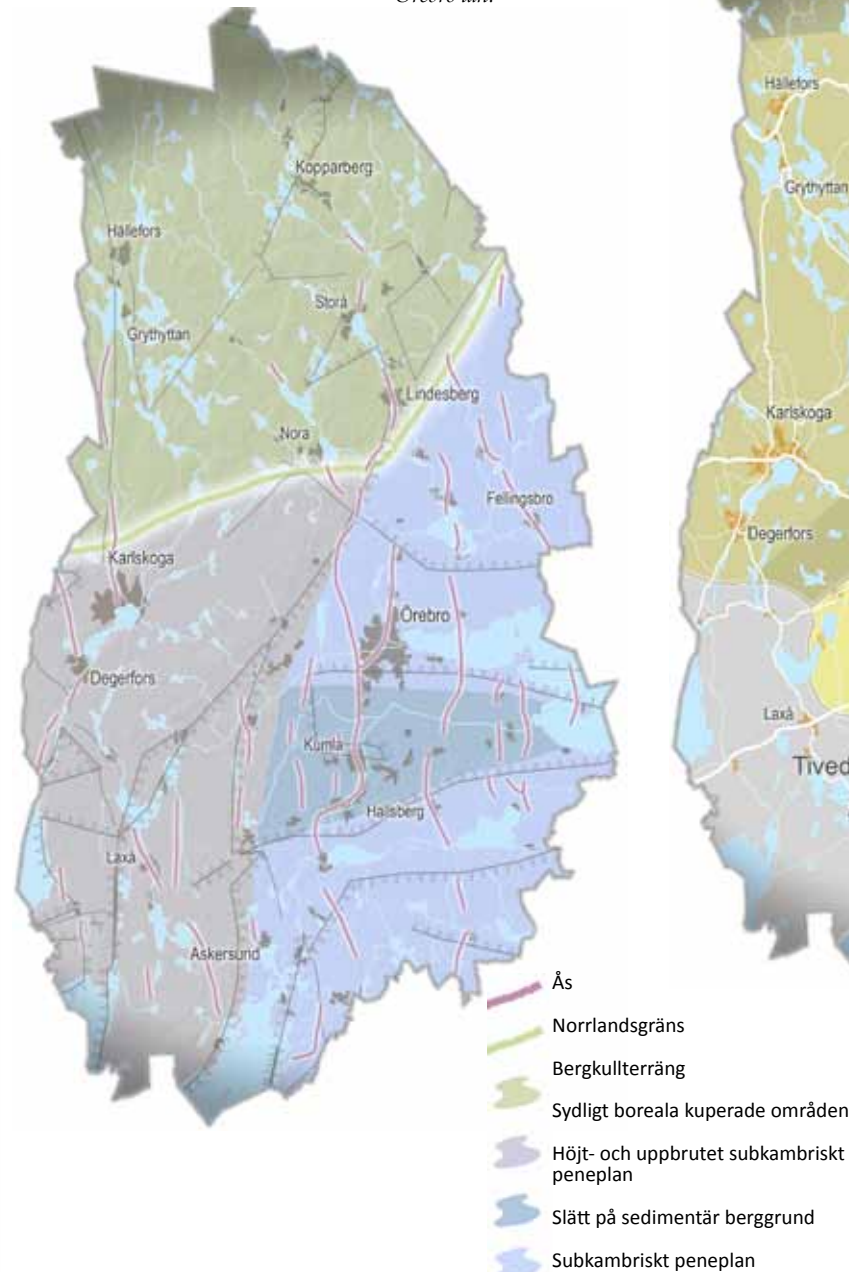 Örebro län.
Kopparberg
Hällefors
Storå
Grythyttan
Lindesberg
Nora
Fellingsbro
Karlskoga
Örebro
Degerfors
Kumla
Hallsberg
Laxå
Askersund
Hällefors
Grythyttan
Karlskoga
Degerfors
Laxå
Tived
Ås
Norrlandsgräns
Bergkullterräng
Sydligt boreala kuperade områden
Höjt- och uppbrutet subkambriskt
peneplan
Slätt på sedimentär berggrund
Subkambriskt peneplan